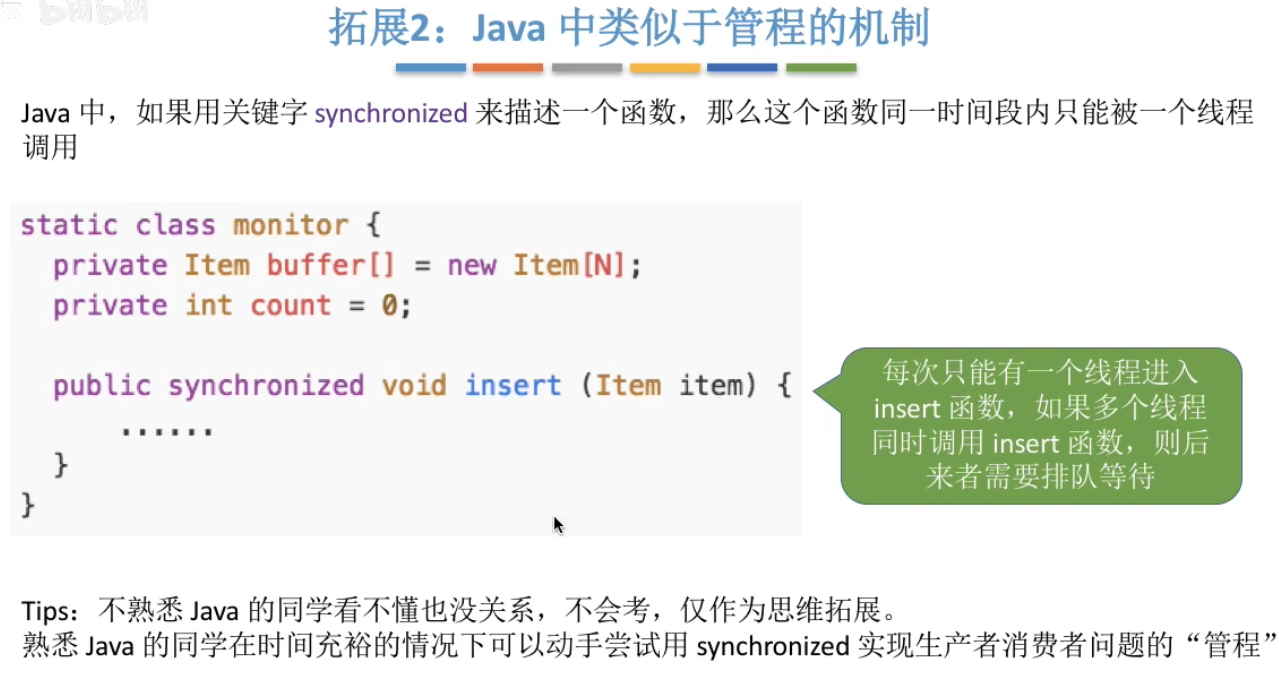 拓展2：Java 中类似于管程的机制
Java 中，如果用关键字 synchronized 来描述一个函数，那么这个函数同一时间段内只能被一个线程
调用
static class monitor {
private Item buffer[] = new Item[N];
private int count = 0;
public synchronized void insert (Item item) {
......
}
}
每次只能有一个线程进入
insert 函数，如果多个线程
同时调用 insert 函数，则后
来者需要排队等待
Tips：不熟悉 Java 的同学看不懂也没关系，不会考，仅作为思维拓展。
熟悉 Java 的同学在时间充裕的情况下可以动手尝试用 synchronized 实现生产者消费者问题的“管程”